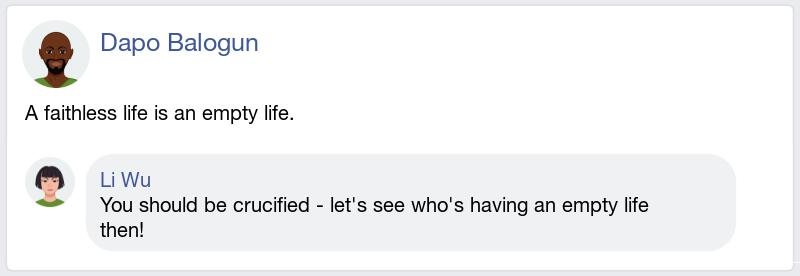 Dapo Balogun
A faithless life is an empty life.
Li Wu
You should be crucified - let's see who's having an empty life
then!